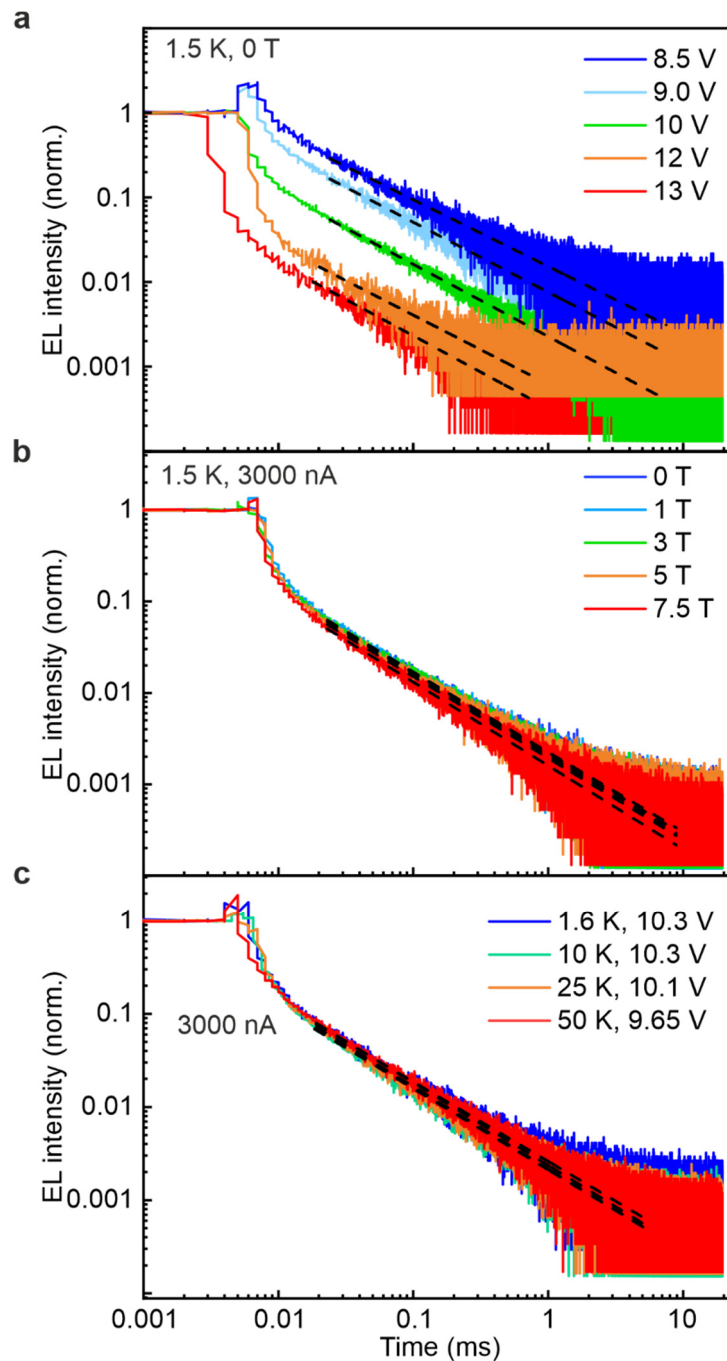 a
1.5 K, 0 T
8.5 V
9.0 V
10 V
12 V
13 V
1
0.1
0.01
0.001
EL intensity (norm.)
b
1.5 K, 3000 nA
0 T
1 T
3 T
5 T
7.5 T
1
0.1
0.01
0.001
EL intensity (norm.)
c
1.6 K, 10.3 V
10 K, 10.3 V
25 K, 10.1 V
50 K, 9.65 V
3000 nA
1
0.1
0.01
0.001
EL intensity (norm.)
0.001 0.01 0.1 1 10
Time (ms)